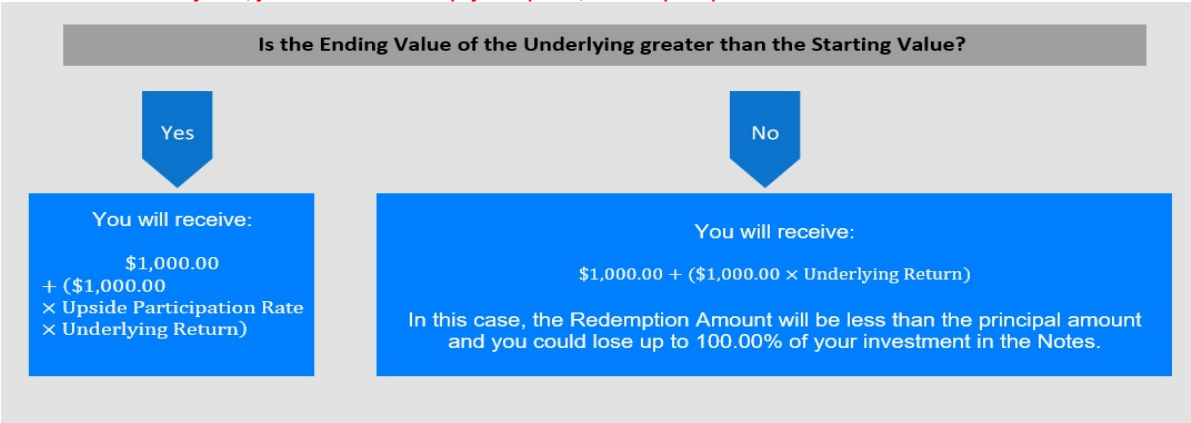 Is the Ending Value of the Underlying greater than the Starting Value?
Yes
No
You will receive:
$1,000.00
+ ($1,000.00
× Upside Participation Rate
× Underlying Return)
You will receive:
$1,000.00 + ($1,000.00 × Underlying Return)
In this case, the Redemption Amount will be less than the principal amount
and you could lose up to 100.00% of your investment in the Notes.